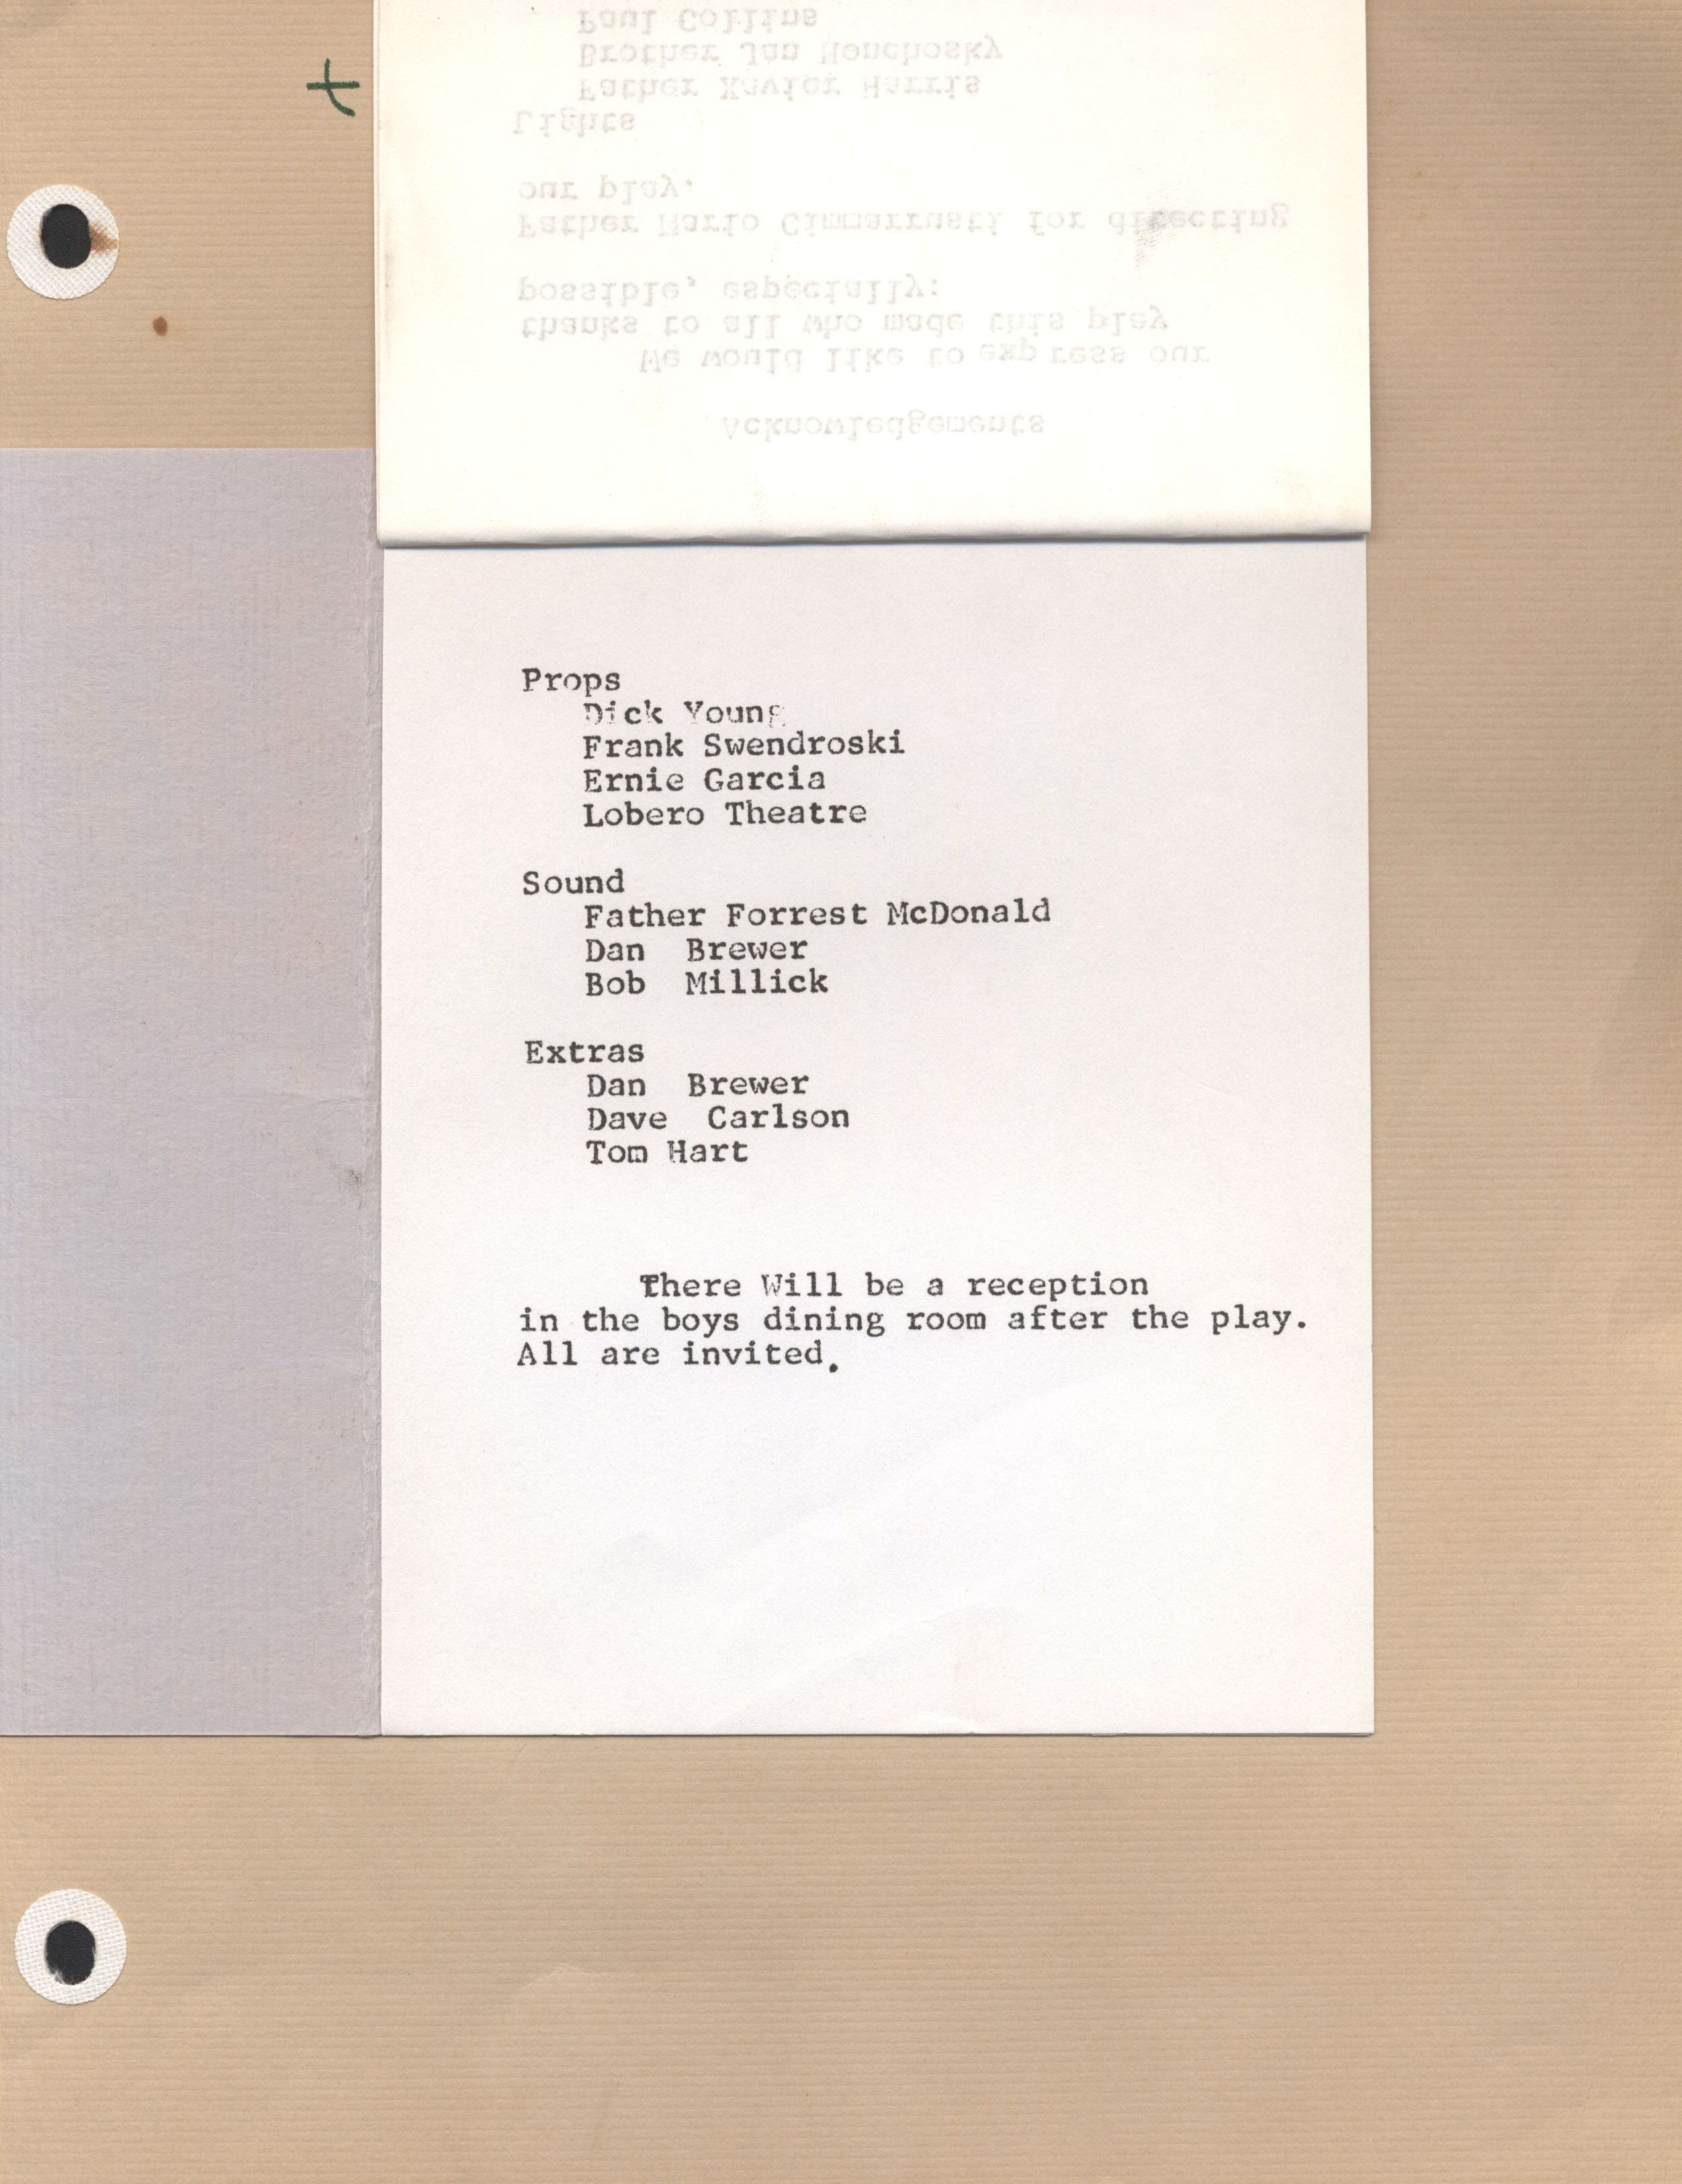 Acknowledgements
We would like to exp ress our
thanks to all who made this play
possible, especially:
Father Mario Cimmarrusti for directing
our play.
Lights
Father Xavier Harris
Brother Jan Honchosky
Paul Collins
Props
Dick Young
Frank Swendroski
Ernie Garcia
Lobero Theatre
Sound
Father Forrest McDonald
Dan Brewer
Bob Millick
Extras
Dan Brewer
Dave Carlson
Tom Hart
There Will be a reception
in the boys dining room after the play.
All are invited.